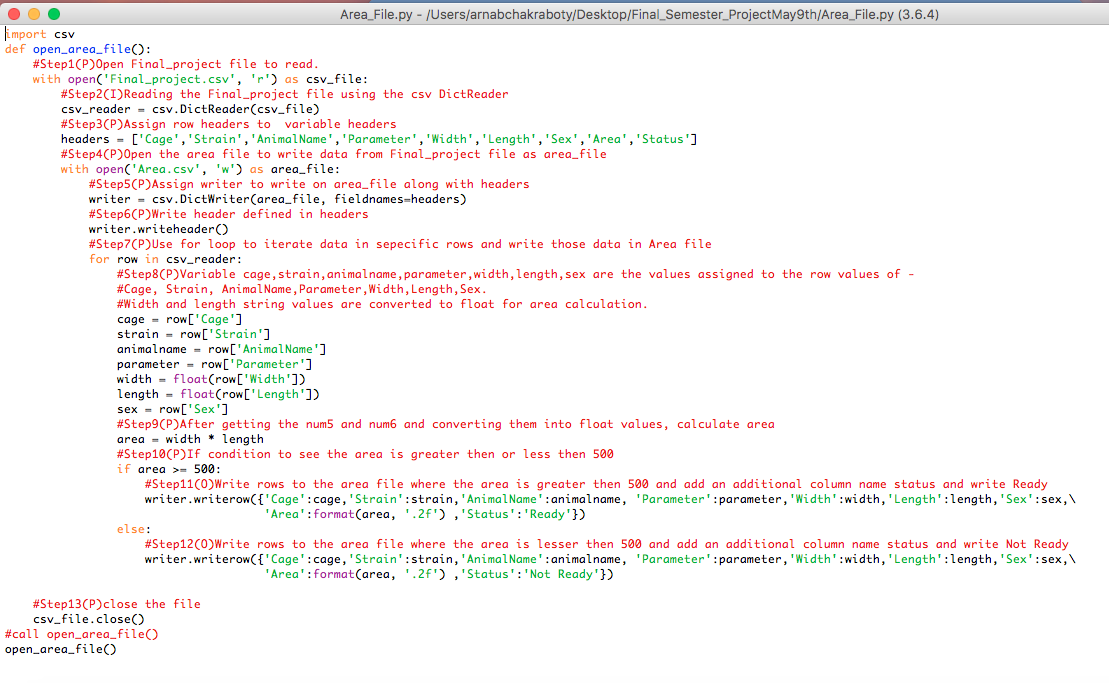 Area_File.py - /Users/arnabchakraboty/Desktop/Final_Semester_ProjectMay9th/Area_File.py (3.6.4)
import csv
def open_area_file():
    #Step1(P)Open Final_project file to read.
    with open('Final_project.csv', 'r') as csv_file:
        #Step2(I)Reading the Final_project file using the csv DictReader
        csv_reader = csv.DictReader(csv_file)
        #Step3(P)Assign row headers to  variable headers
        headers = ['Cage','Strain','AnimalName','Parameter','Width','Length','Sex','Area','Status']
        #Step4(P)Open the area file to write data from Final_project file as area_file
        with open('Area.csv', 'w') as area_file:
            #Step5(P)Assign writer to write on area_file along with headers
            writer = csv.DictWriter(area_file, fieldnames=headers)
            #Step6(P)Write header defined in headers
            writer.writeheader()
            #Step7(P)Use for loop to iterate data in sepecific rows and write those data in Area file
            for row in csv_reader:
                #Step8(P)Variable cage,strain,animalname,parameter,width,length,sex are the values assigned to the row values of -
                #Cage, Strain, AnimalName,Parameter,Width,Length,Sex.
                #Width and length string values are converted to float for area calculation.
                cage = row['Cage']
                strain = row['Strain']
                animalname = row['AnimalName']
                parameter = row['Parameter']
                width = float(row['Width'])
                length = float(row['Length'])
                sex = row['Sex']
                #Step9(P)After getting the num5 and num6 and converting them into float values, calculate area
                area = width * length
                #Step10(P)If condition to see the area is greater then or less then 500
                if area >= 500:
                    #Step11(O)Write rows to the area file where the area is greater then 500 and add an additional column name status and write Ready
                    writer.writerow({'Cage':cage,'Strain':strain,'AnimalName':animalname, 'Parameter':parameter,'Width':width,'Length':length,'Sex':sex,\
                                     'Area':format(area, '.2f') ,'Status':'Ready'})
                else:
                    #Step12(O)Write rows to the area file where the area is lesser then 500 and add an additional column name status and write Not Ready
                    writer.writerow({'Cage':cage,'Strain':strain,'AnimalName':animalname, 'Parameter':parameter,'Width':width,'Length':length,'Sex':sex,\
                                     'Area':format(area, '.2f') ,'Status':'Not Ready'})
    #Step13(P)close the file
    csv_file.close()
#call open_area_file()
open_area_file()